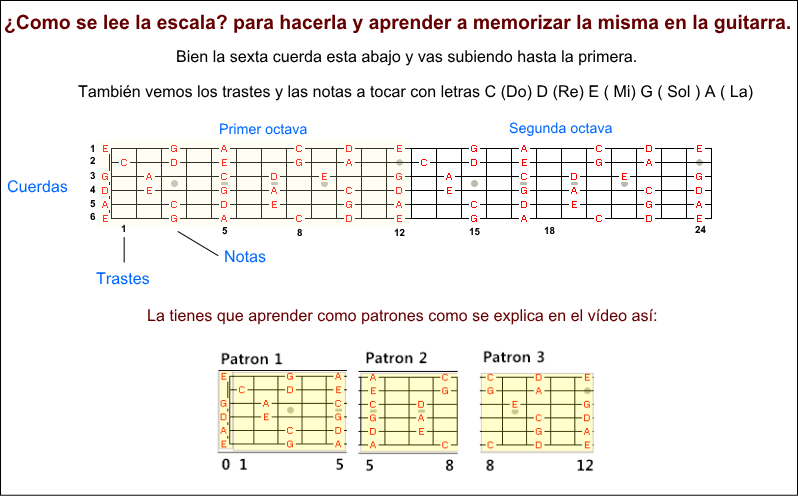 ¿Como se lee la escala? para hacerla y aprender a memorizar la misma en la guitarra.
Bien la sexta cuerda esta abajo y vas subiendo hasta la primera.
También vemos los trastes y las notas a tocar con letras C (Do) D (Re) E ( Mi) G ( Sol ) A ( La)
Primer octava Segunda octava
Cuerdas
1 E G A C D E G A C D E
2 C D E G A C D E G A
3 G A C D E G A C D E G
4 D E G A C D E G A C D
5 A C D E G A C D E G A
6 E G A C D E G A C D E
1 5 8 12 15 18 24
Notas
Trastes
La tienes que aprender como patrones como se explica en el vídeo así:
Patron 1 Patron 2 Patron 3
E G A A C C D E
C D E E G G A
G A C C D E G
D E G G A C D
A C D D E G A
E G A A C C D E
0 1 5 5 8 8 12